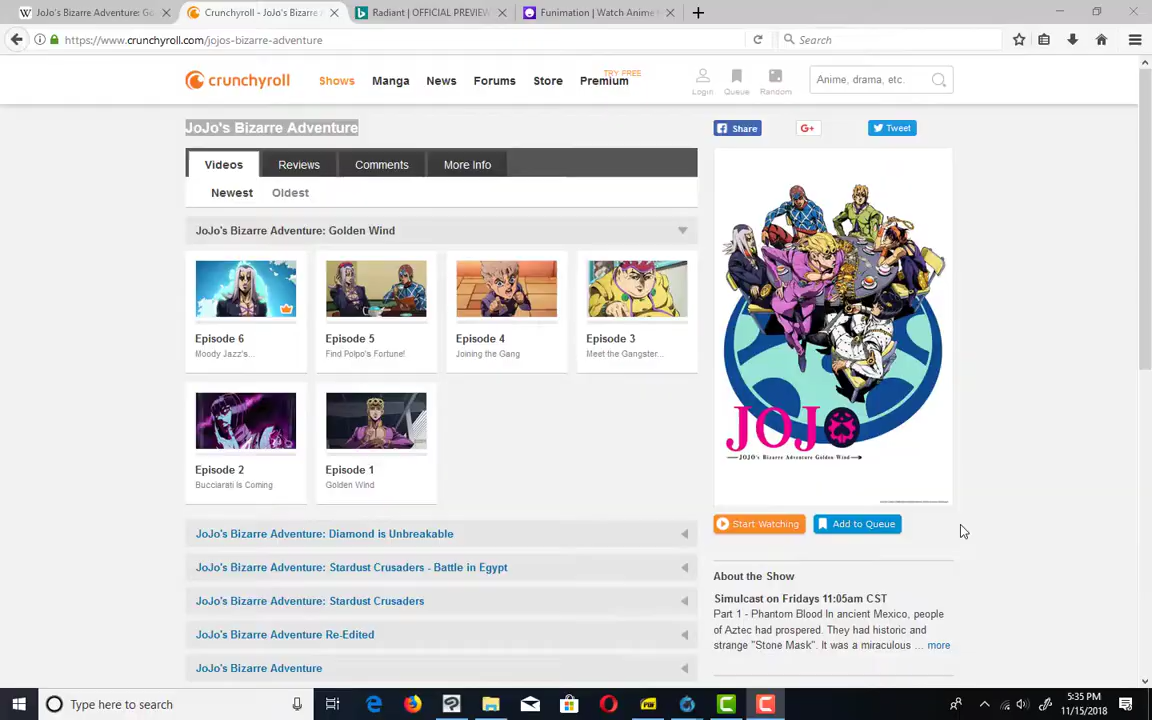 JoJo's Bizarre Adventure: Go
Crunchyroll - JoJo's Bizarre A
Radiant | OFFICIAL PREVIEW
Funimation | Watch Anime
https://www.crunchyroll.com/jojos-bizarre-adventure
Search
crunchyroll
Shows
Manga
News
Forums
Store
TRY FREE
Premium
Login
Queue
Random
Anime, drama, etc.
JoJo's Bizarre Adventure
Share
G+
Tweet
Videos
Reviews
Comments
More Info
Newest
Oldest
JoJo's Bizarre Adventure: Golden Wind
Episode 6
Moody Jazz's...
Episode 5
Find Polpo's Fortune!
Episode 4
Joining the Gang
Episode 3
Meet the Gangster...
Episode 2
Bucciarati Is Coming
Episode 1
Golden Wind
JOJO
JOJO's Bizarre Adventure Golden Wind
Start Watching
Add to Queue
JoJo's Bizarre Adventure: Diamond is Unbreakable
JoJo's Bizarre Adventure: Stardust Crusaders - Battle in Egypt
JoJo's Bizarre Adventure: Stardust Crusaders
JoJo's Bizarre Adventure Re-Edited
JoJo's Bizarre Adventure
About the Show
Simulcast on Fridays 11:05am CST
Part 1 - Phantom Blood In ancient Mexico, people
of Aztec had prospered. They had historic and
strange "Stone Mask". It was a miraculous ... more
Type here to search
5:35 PM
11/15/2018